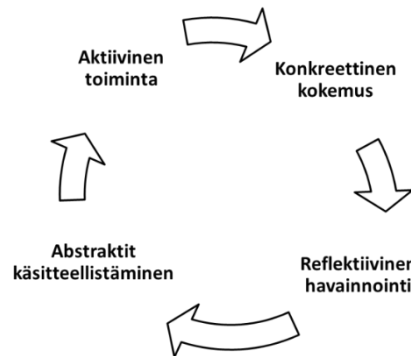 Aktiivinen
toiminta
Konkreettinen
kokemus
Reflektiivinen
havainnointi
Abstraktit
käsitteellistäminen